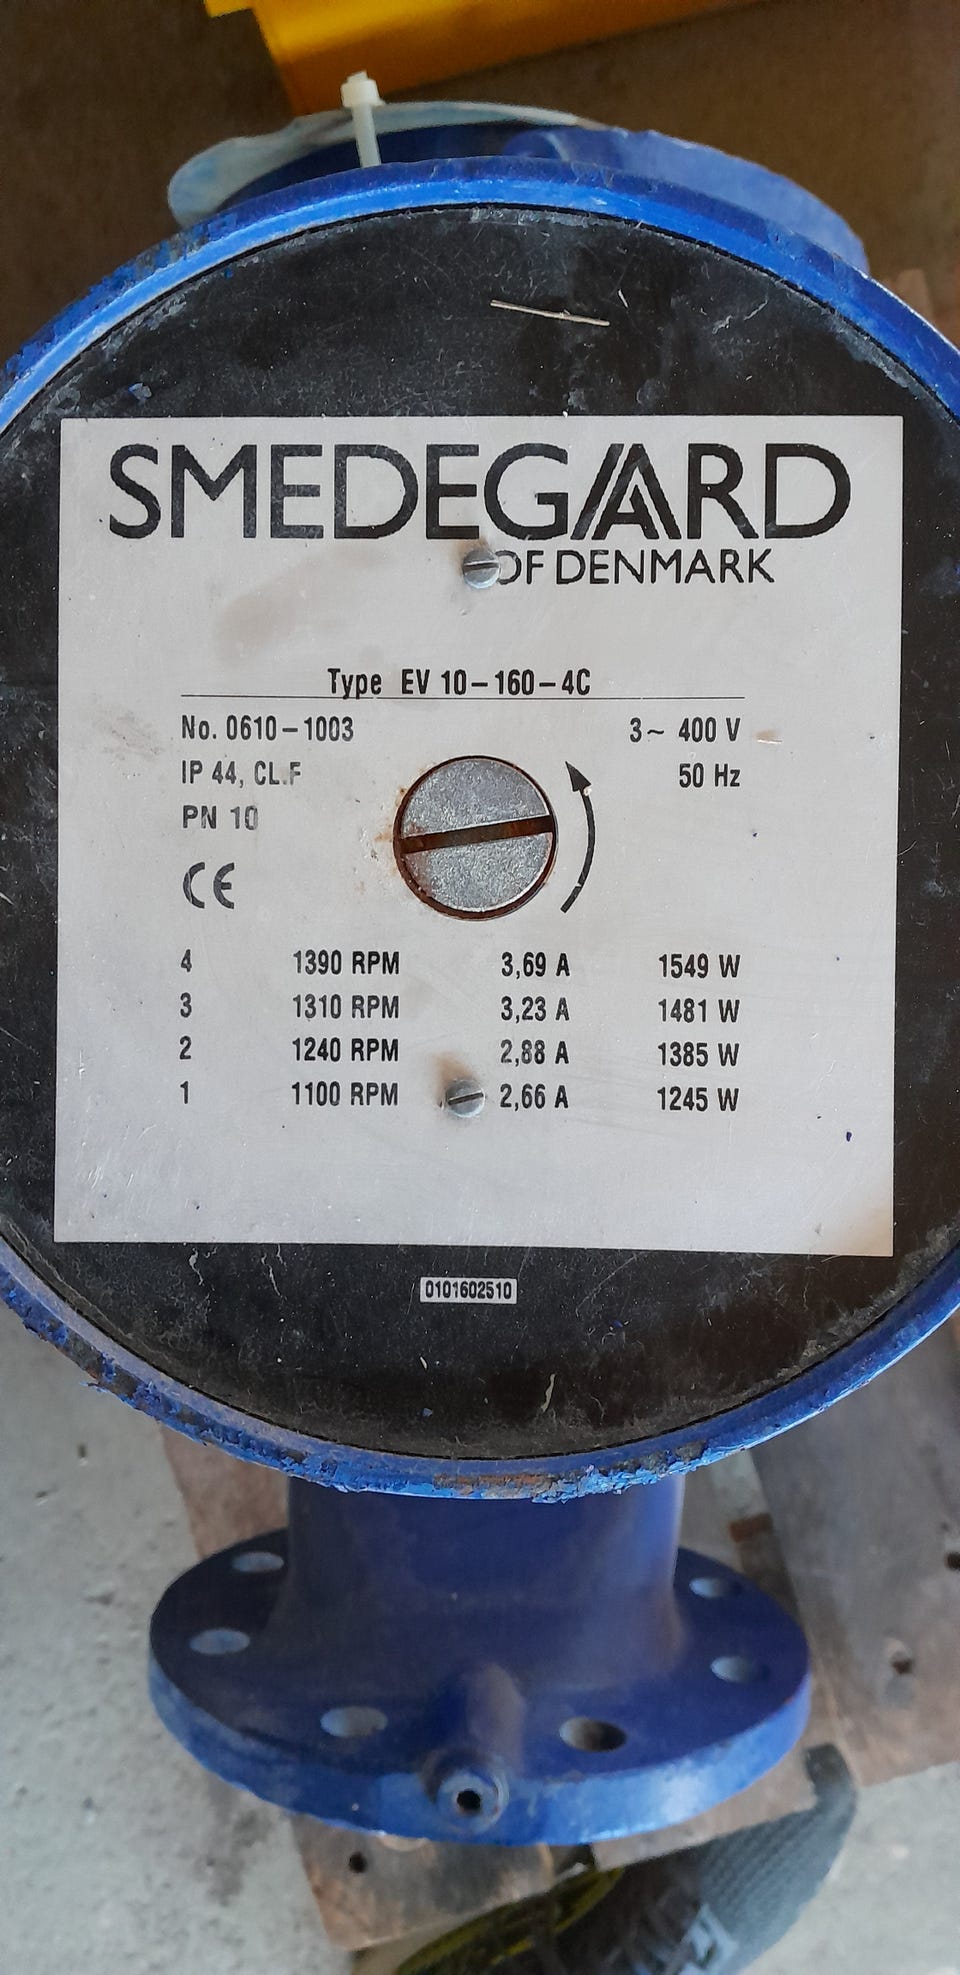 SMEDEGAARD
OF DENMARK
Type EV 10-160-4C
No. 0610-1003 3~ 400 V
IP 44, CL.F 50 Hz
PN 10
CE
4 1390 RPM 3,69 A 1549 W
3 1310 RPM 3,23 A 1481 W
2 1240 RPM 2,88 A 1385 W
1 1100 RPM 2,66 A 1245 W
0101602510